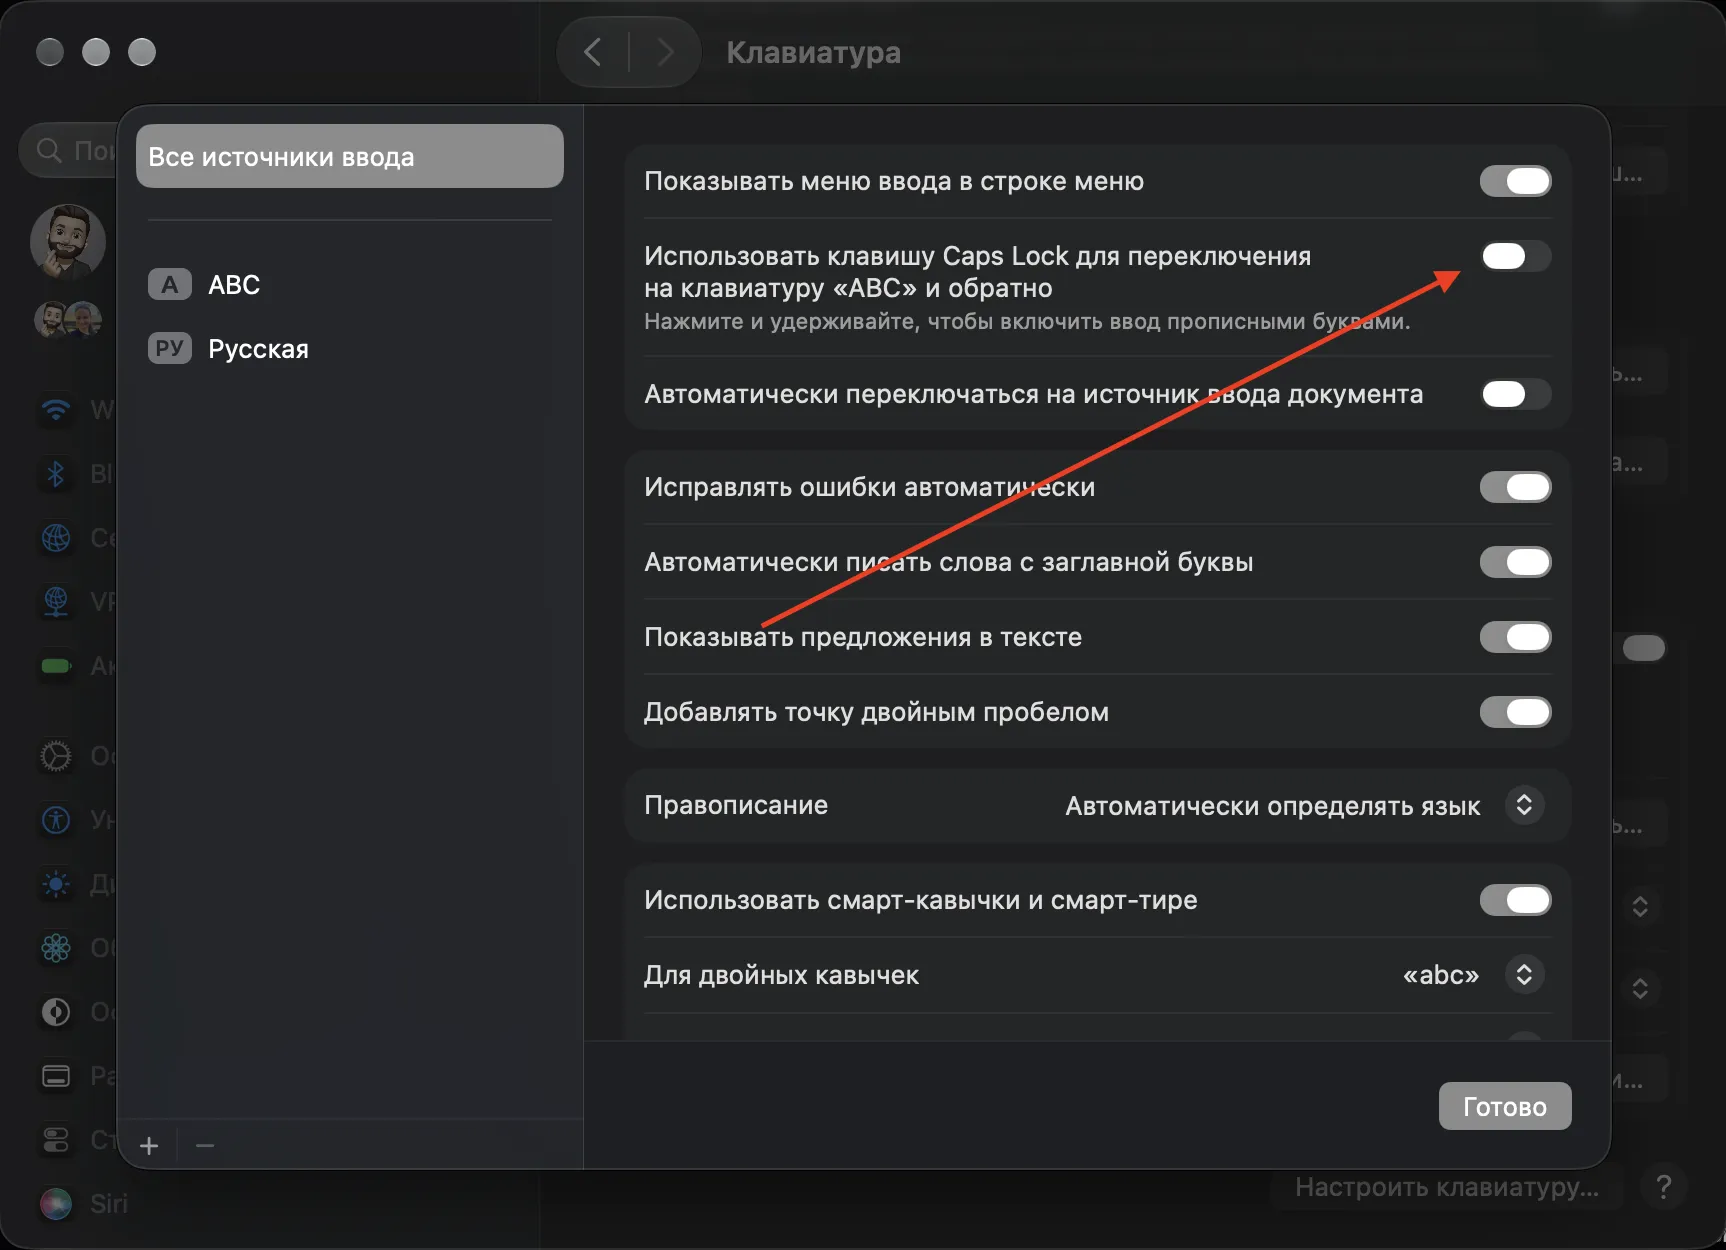 Клавиатура
Все источники ввода
A ABC
РУ Русская
Показывать меню ввода в строке меню
Использовать клавишу Caps Lock для переключения
на клавиатуру «ABC» и обратно
Нажмите и удерживайте, чтобы включить ввод прописными буквами.
Автоматически переключаться на источник ввода документа
Исправлять ошибки автоматически
Автоматически писать слова с заглавной буквы
Показывать предложения в тексте
Добавлять точку двойным пробелом
Правописание Автоматически определять язык
Использовать смарт-кавычки и смарт-тире
Для двойных кавычек «abc»
Готово
Настроить клавиатуру... ?
Siri